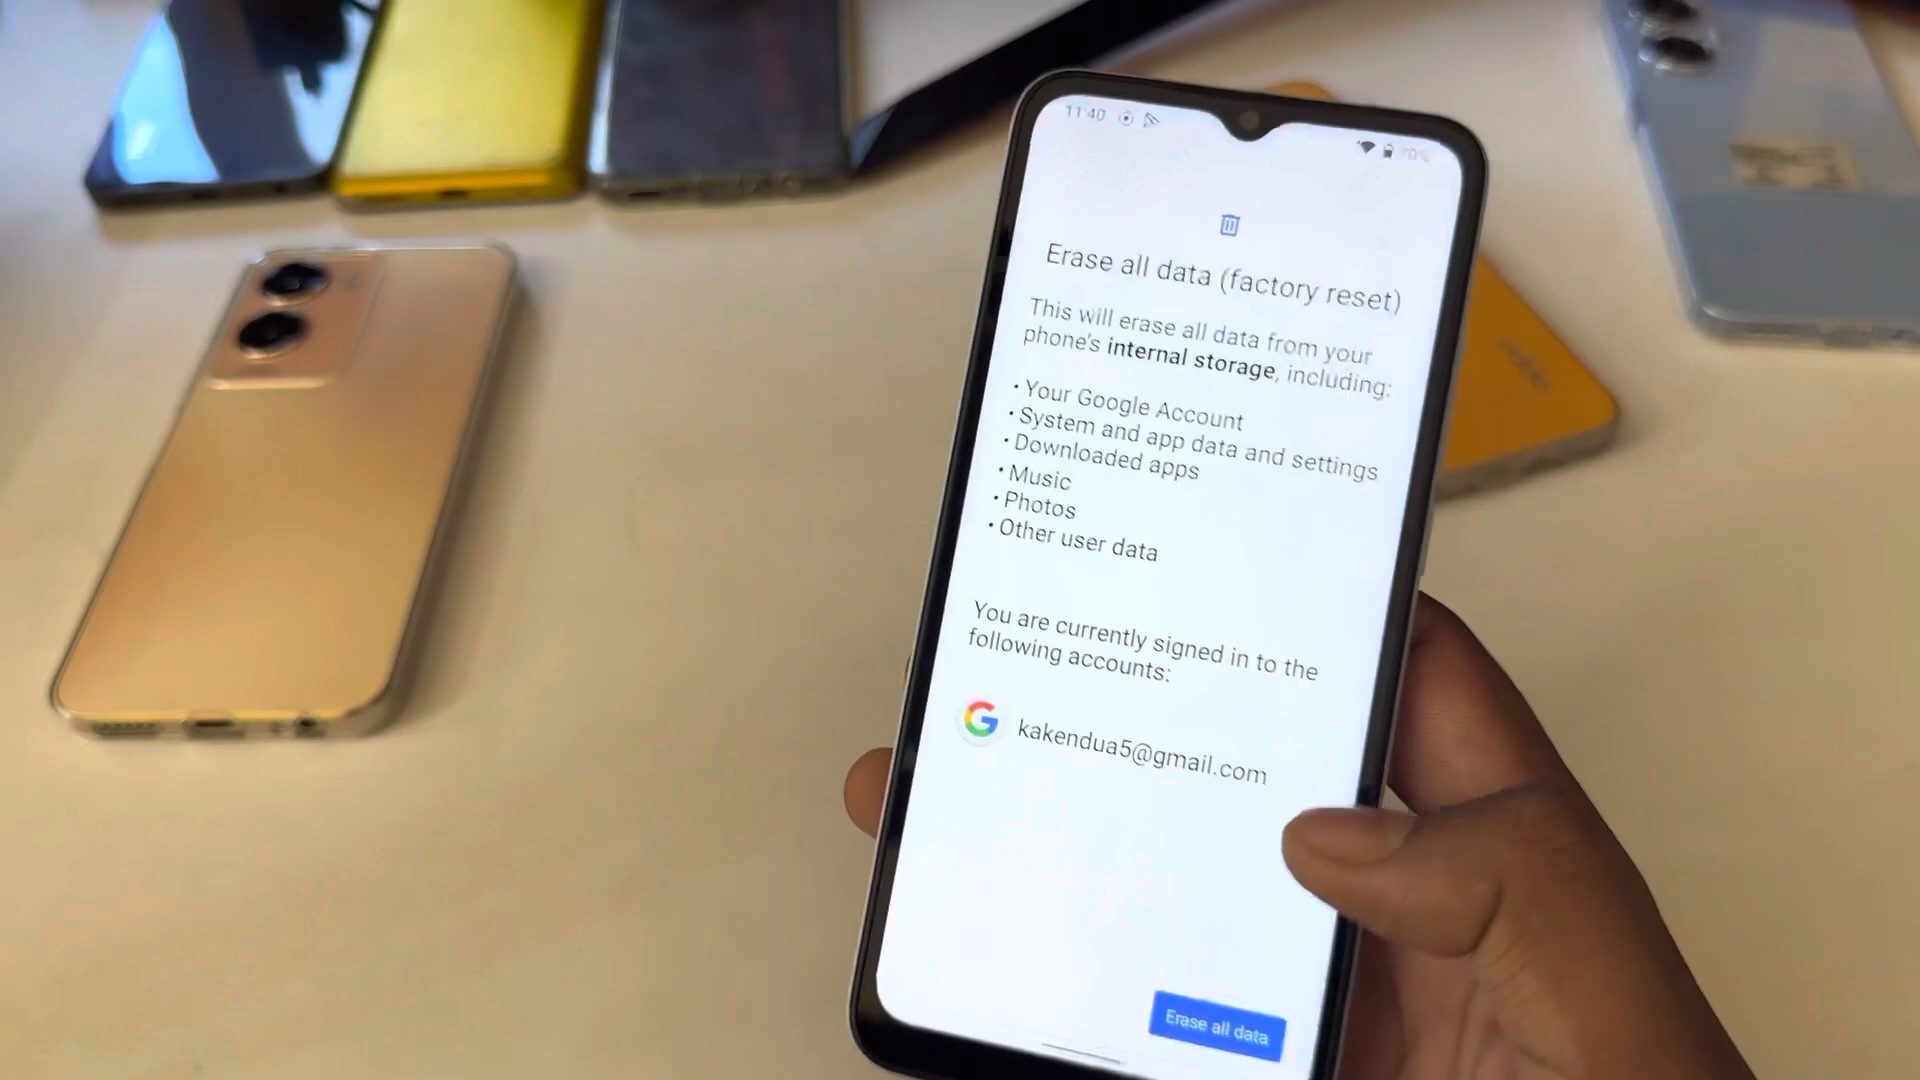 11:40
70%
Erase all data (factory reset)
This will erase all data from your
phone's internal storage, including:
• Your Google Account
• System and app data and settings
• Downloaded apps
• Music
• Photos
• Other user data
You are currently signed in to the
following accounts:
kakendua5@gmail.com
Erase all data